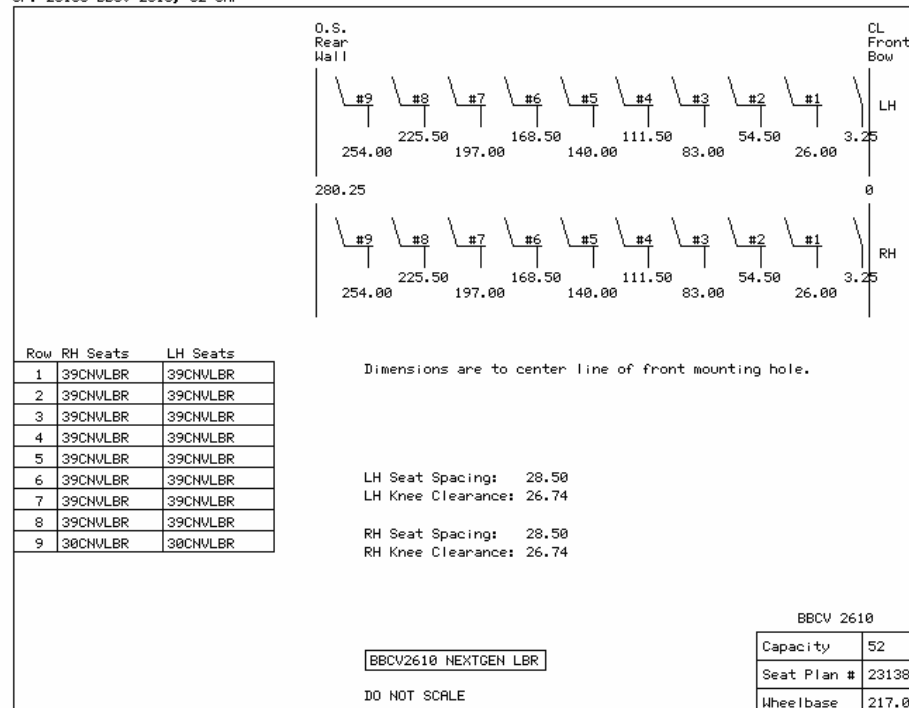 O.S.
Rear
Wall
CL
Front
Bow
#9 #8 #7 #6 #5 #4 #3 #2 #1 LH
225.50 168.50 111.50 54.50 3.25
254.00 197.00 140.00 83.00 26.00
280.25 0
#9 #8 #7 #6 #5 #4 #3 #2 #1 RH
225.50 168.50 111.50 54.50 3.25
254.00 197.00 140.00 83.00 26.00
Row RH Seats LH Seats
1 39CNVLBR 39CNVLBR
2 39CNVLBR 39CNVLBR
3 39CNVLBR 39CNVLBR
4 39CNVLBR 39CNVLBR
5 39CNVLBR 39CNVLBR
6 39CNVLBR 39CNVLBR
7 39CNVLBR 39CNVLBR
8 39CNVLBR 39CNVLBR
9 30CNVLBR 30CNVLBR
Dimensions are to center line of front mounting hole.
LH Seat Spacing: 28.50
LH Knee Clearance: 26.74
RH Seat Spacing: 28.50
RH Knee Clearance: 26.74
BBCV2610 NEXTGEN LBR
DO NOT SCALE
BBCV 2610
Capacity 52
Seat Plan # 23138
Wheelbase 217.0